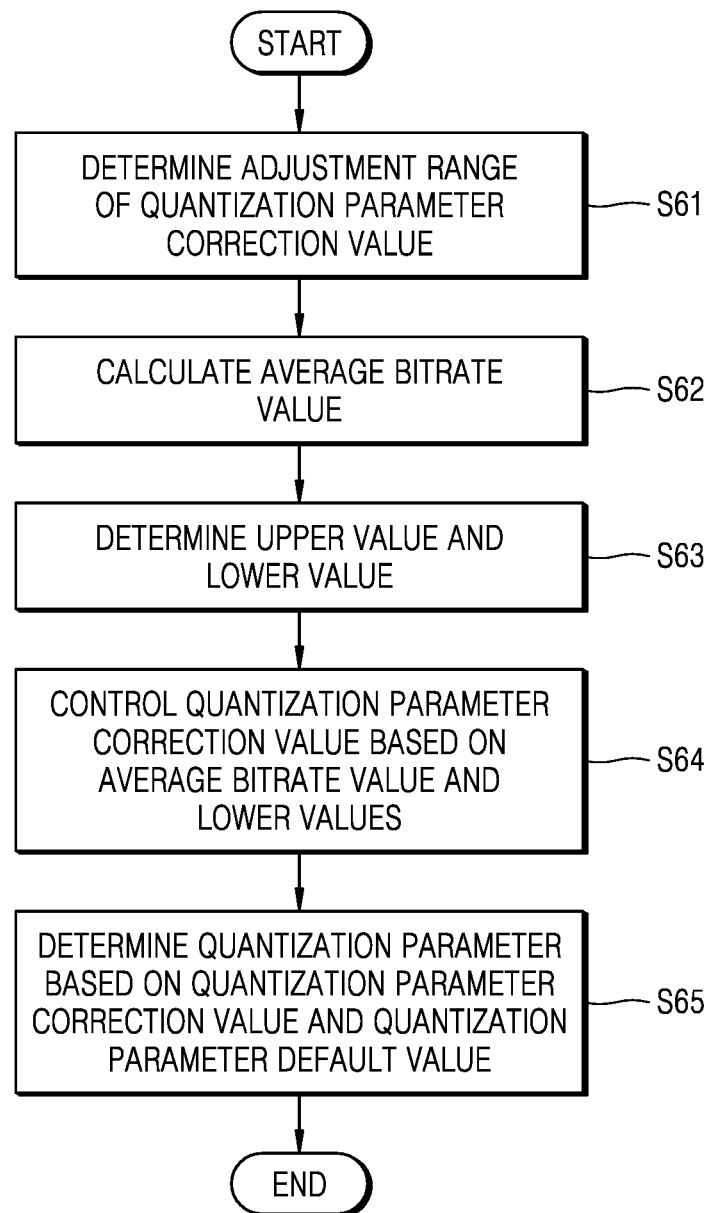 START
DETERMINE ADJUSTMENT RANGE
OF QUANTIZATION PARAMETER
CORRECTION VALUE
S61
CALCULATE AVERAGE BITRATE
VALUE
S62
DETERMINE UPPER VALUE AND
LOWER VALUE
S63
CONTROL QUANTIZATION PARAMETER
CORRECTION VALUE BASED ON
AVERAGE BITRATE VALUE AND
LOWER VALUES
S64
DETERMINE QUANTIZATION PARAMETER
BASED ON QUANTIZATION PARAMETER
CORRECTION VALUE AND QUANTIZATION
PARAMETER DEFAULT VALUE
S65
END